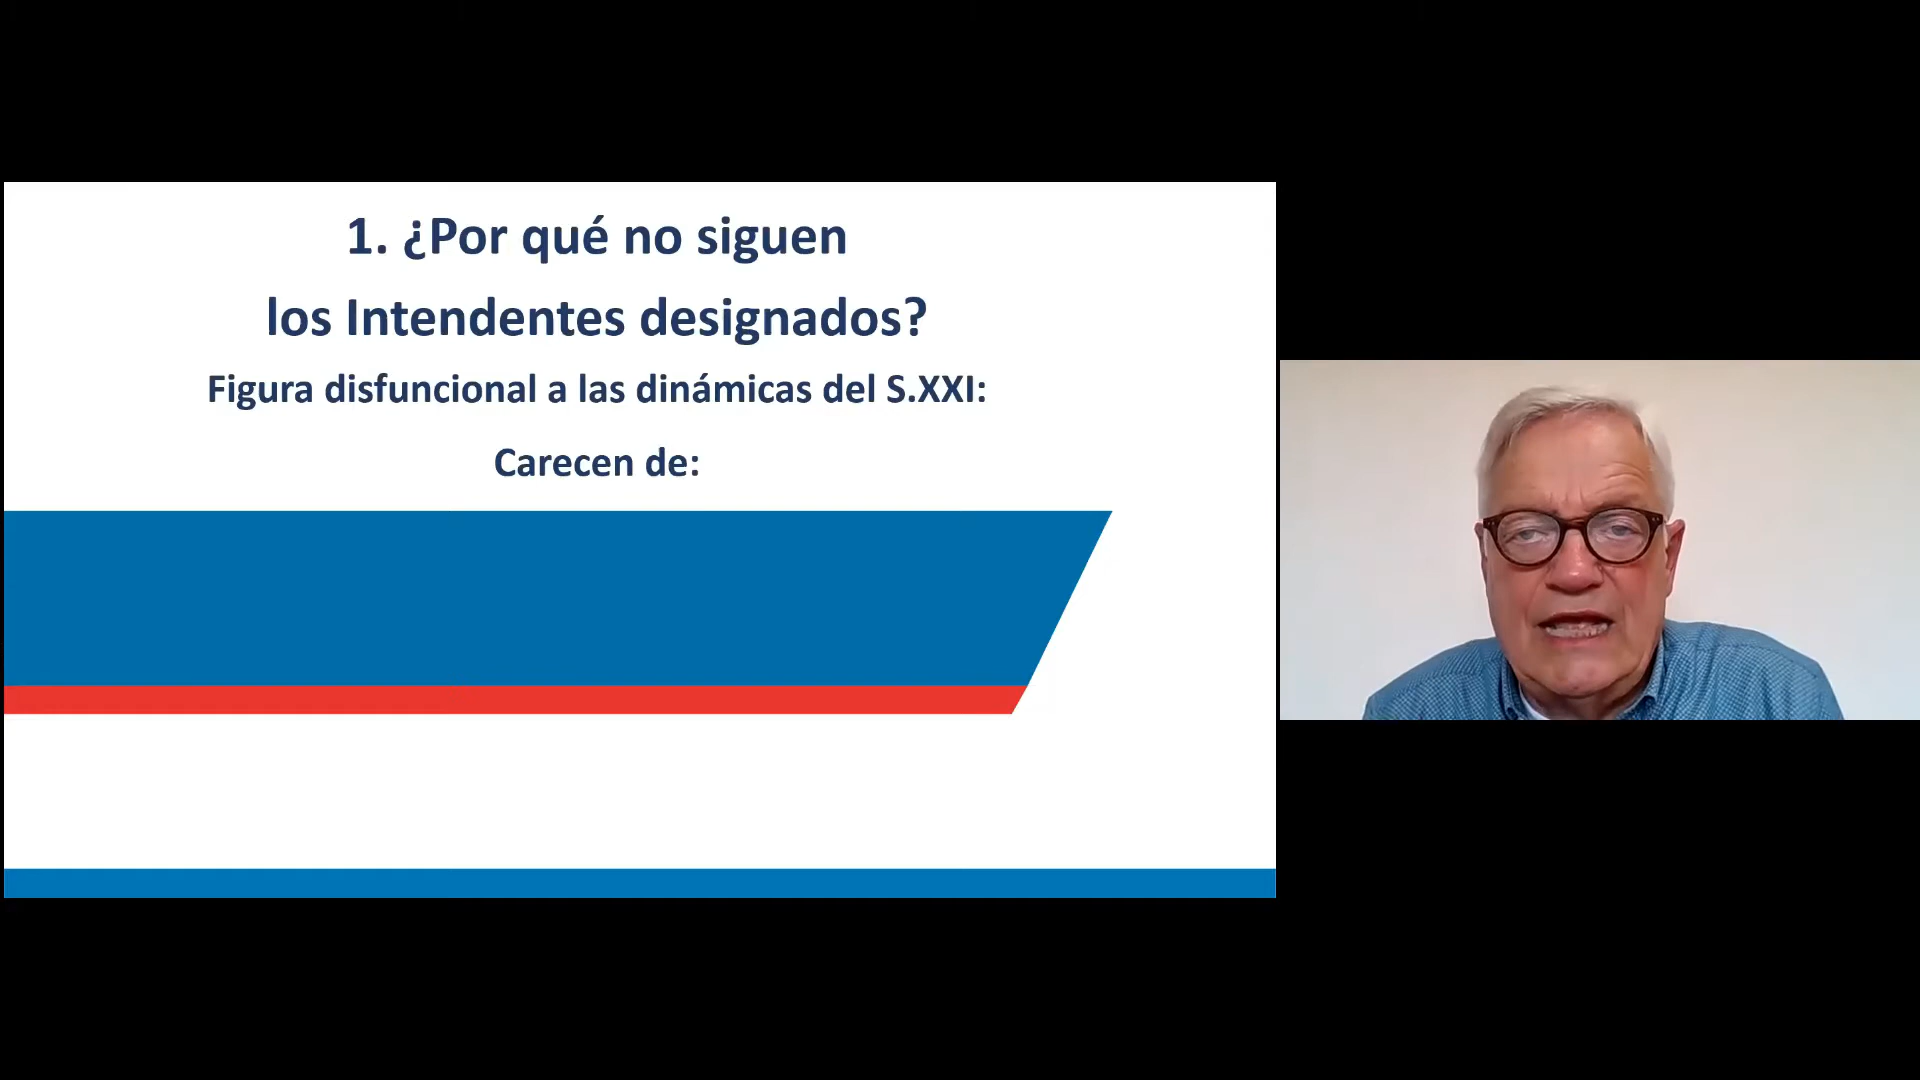 1. ¿Por qué no siguen
los Intendentes designados?
Figura disfuncional a las dinámicas del S.XXI:
Carecen de: